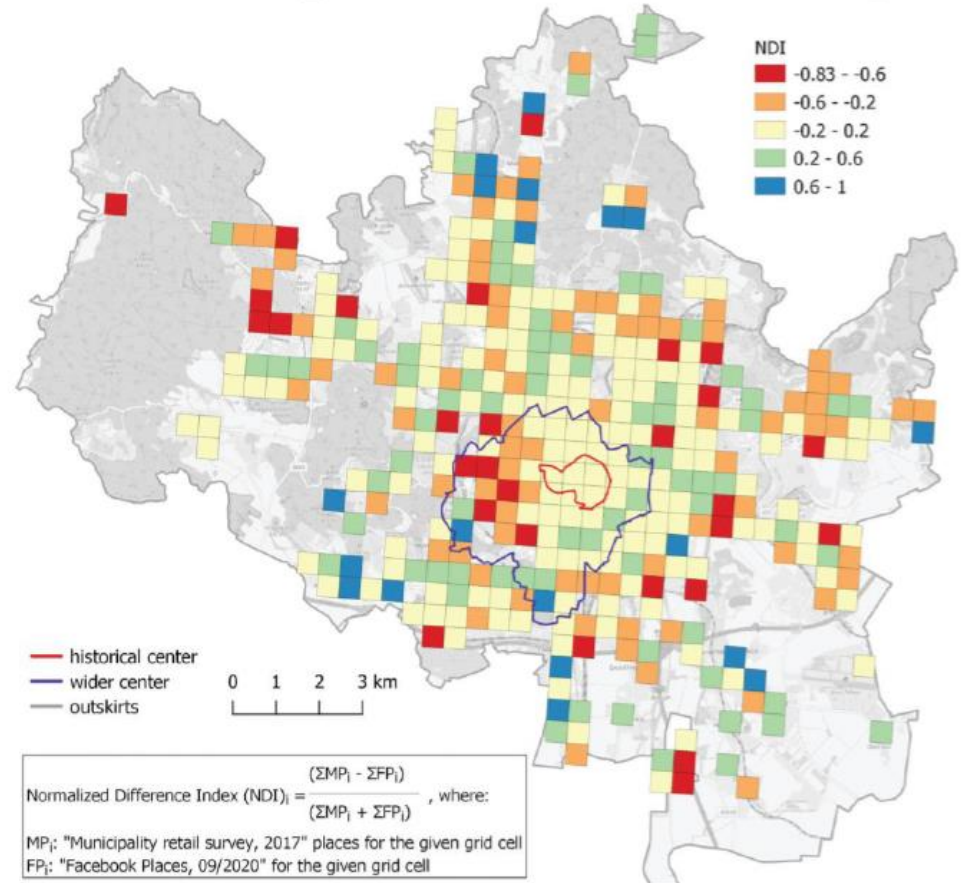 NDI
-0.83 - -0.6
-0.6 - -0.2
-0.2 - 0.2
0.2 - 0.6
0.6 - 1
historical center
wider center
outskirts
0 1 2 3 km
(ΣMPᵢ - ΣFPᵢ)
Normalized Difference Index (NDI)ᵢ = , where:
(ΣMPᵢ + ΣFPᵢ)
MPᵢ: "Municipality retail survey, 2017" places for the given grid cell
FPᵢ: "Facebook Places, 09/2020" for the given grid cell